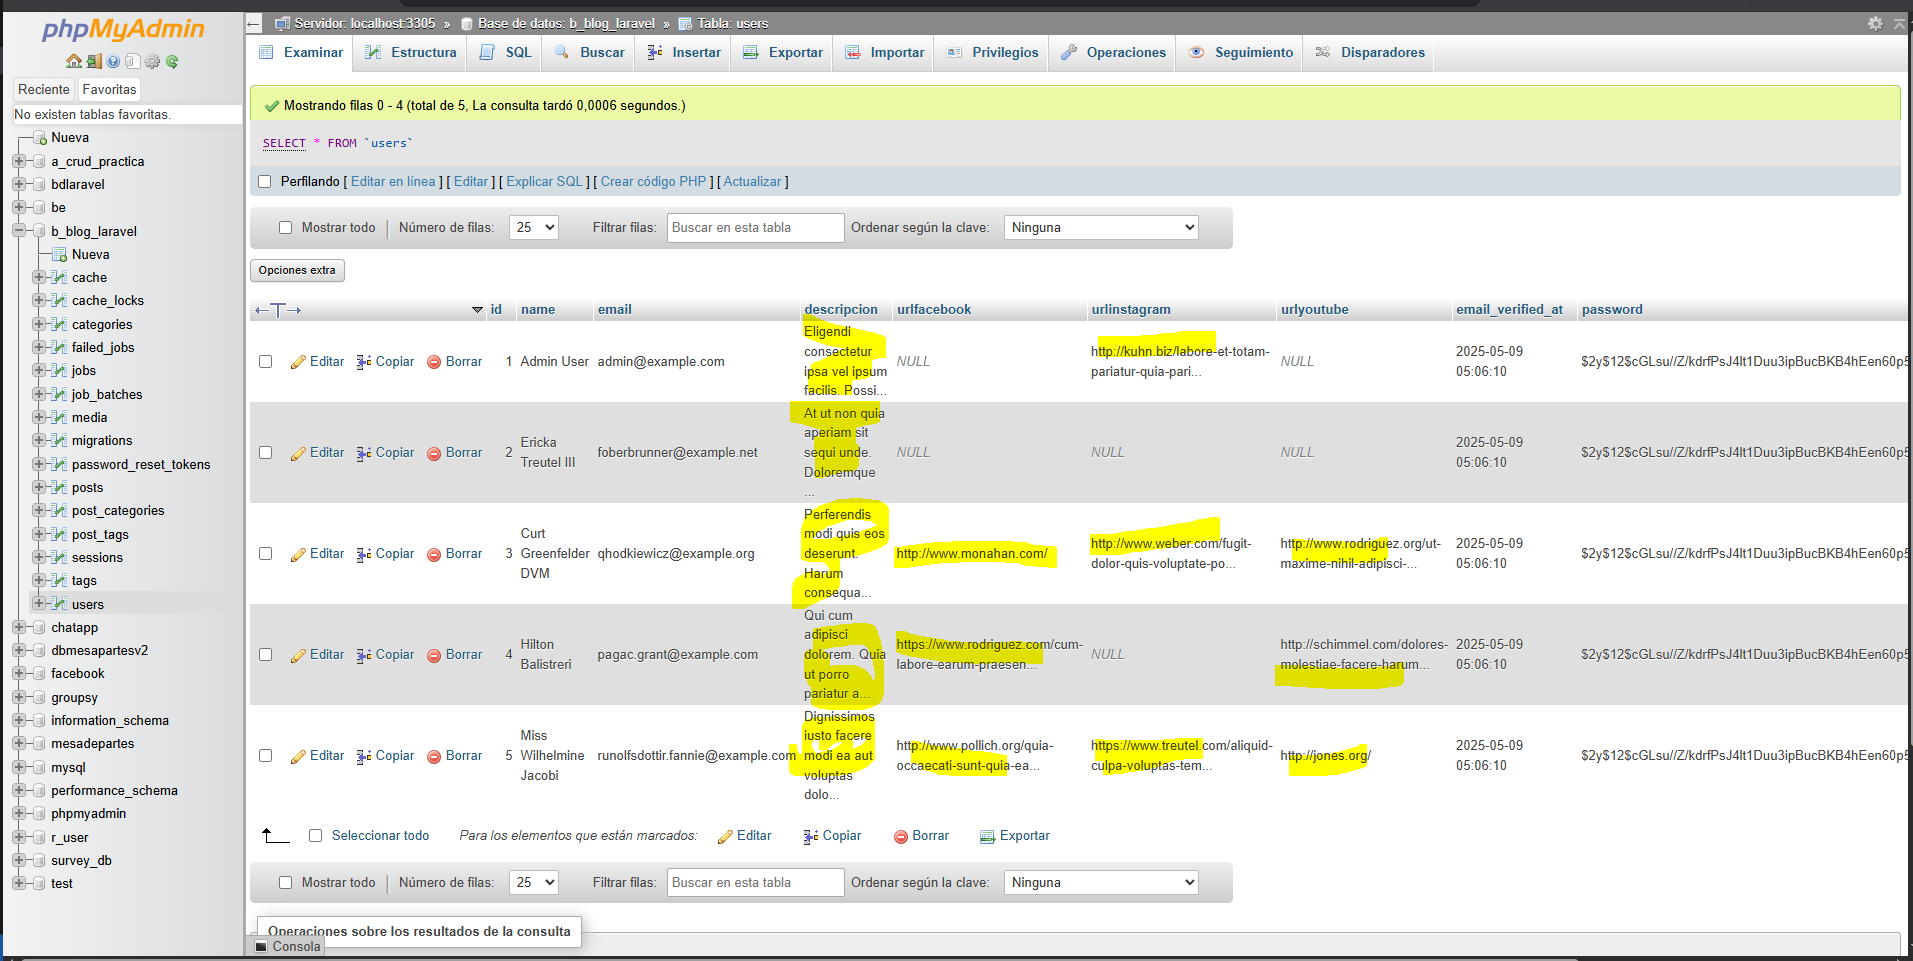 phpMyAdmin
Reciente
Favoritas
No existen tablas favoritas.
Nueva
a_crud_practica
bdlaravel
be
b_blog_laravel
Nueva
cache
cache_locks
categories
failed_jobs
jobs
job_batches
media
migrations
password_reset_tokens
posts
post_categories
post_tags
sessions
tags
users
chatapp
dbmesapartesv2
facebook
groupsy
information_schema
mesadepartes
mysql
performance_schema
phpmyadmin
r_user
survey_db
test
← Servidor: localhost:3305 » Base de datos: b_blog_laravel » Tabla: users
Examinar Estructura SQL Buscar Insertar Exportar Importar Privilegios Operaciones Seguimiento Disparadores
Mostrando filas 0 - 4 (total de 5, La consulta tardó 0,0006 segundos.)
SELECT * FROM `users`
Perfilando [ Editar en línea ] [ Editar ] [ Explicar SQL ] [ Crear código PHP ] [ Actualizar ]
Mostrar todo | Número de filas: 25 Filtrar filas: Buscar en esta tabla Ordenar según la clave: Ninguna
Opciones extra
←T→ id name email descripcion urlfacebook urlinstagram urlyoutube email_verified_at password
Editar Copiar Borrar 1 Admin User admin@example.com
Eligendi
consectetur
ipsa vel ipsum
facilis. Possi...
NULL
http://kuhn.biz/labore-et-totam-
pariatur-quia-pari...
NULL
2025-05-09
05:06:10
$2y$12$cGLsu//Z/kdrfPsJ4lt1Duu3ipBucBKB4hEen60p5
Editar Copiar Borrar 2
Ericka
Treutel III
foberbrunner@example.net
At ut non quia
aperiam sit
sequi unde.
Doloremque
...
NULL
NULL
NULL
2025-05-09
05:06:10
$2y$12$cGLsu//Z/kdrfPsJ4lt1Duu3ipBucBKB4hEen60p5
Editar Copiar Borrar 3
Curt
Greenfelder
DVM
qhodkiewicz@example.org
Perferendis
modi quis eos
deserunt.
Harum
consequa...
http://www.monahan.com/
http://www.weber.com/fugit-
dolor-quis-voluptate-po...
http://www.rodriguez.org/ut-
maxime-nihil-adipisci-...
2025-05-09
05:06:10
$2y$12$cGLsu//Z/kdrfPsJ4lt1Duu3ipBucBKB4hEen60p5
Editar Copiar Borrar 4
Hilton
Balistreri
pagac.grant@example.com
Qui cum
adipisci
dolorem. Quia
ut porro
pariatur a...
https://www.rodriguez.com/cum-
labore-earum-praesen...
NULL
http://schimmel.com/dolores-
molestiae-facere-harum...
2025-05-09
05:06:10
$2y$12$cGLsu//Z/kdrfPsJ4lt1Duu3ipBucBKB4hEen60p5
Editar Copiar Borrar 5
Miss
Wilhelmine
Jacobi
runolfsdottir.fannie@example.com
Dignissimos
iusto facere
modi ea aut
voluptas
dolo...
http://www.pollich.org/quia-
occaecati-sunt-quia-ea...
https://www.treutel.com/aliquid-
culpa-voluptas-tem...
http://jones.org/
2025-05-09
05:06:10
$2y$12$cGLsu//Z/kdrfPsJ4lt1Duu3ipBucBKB4hEen60p5
Seleccionar todo Para los elementos que están marcados: Editar Copiar Borrar Exportar
Mostrar todo | Número de filas: 25 Filtrar filas: Buscar en esta tabla Ordenar según la clave: Ninguna
Operaciones sobre los resultados de la consulta
Consola